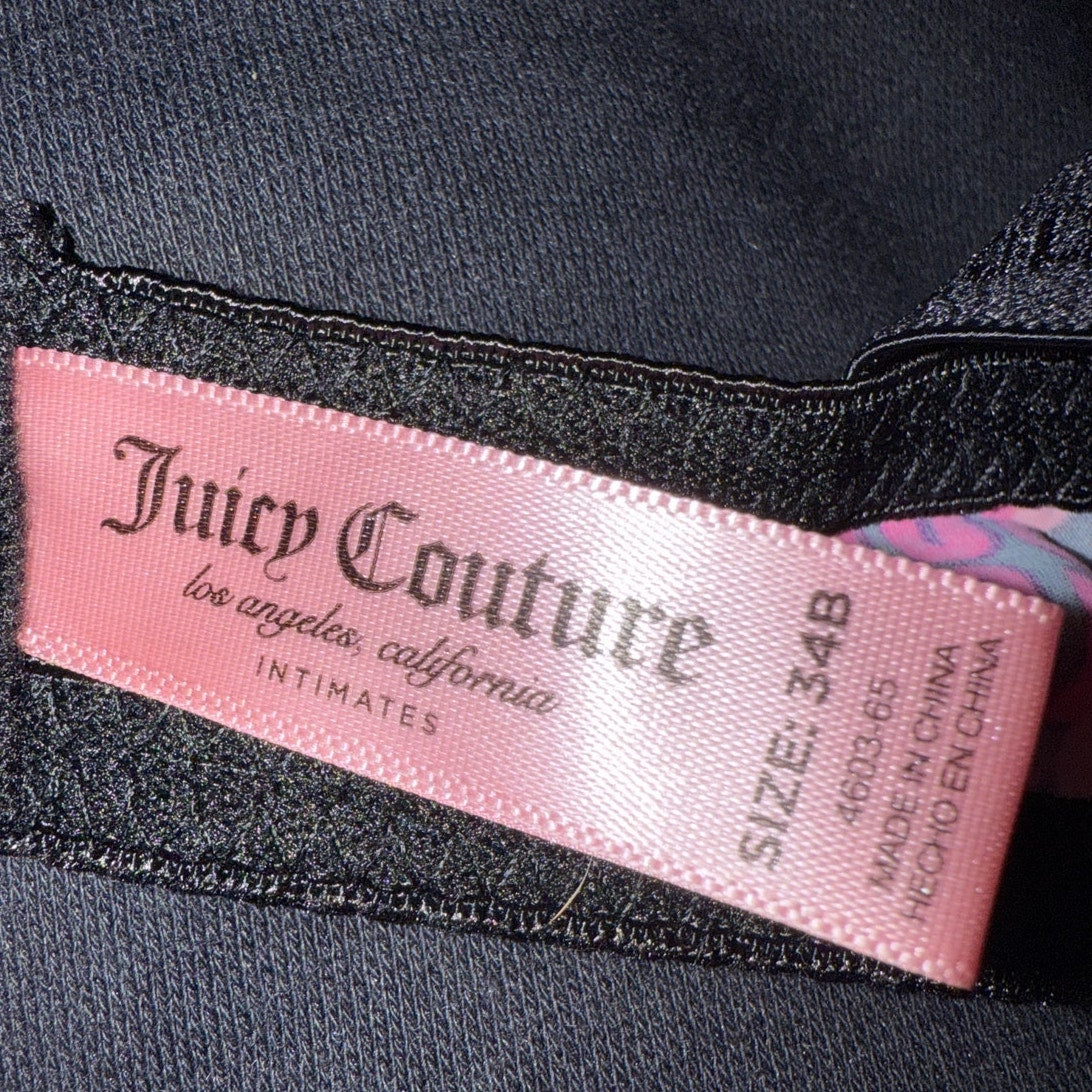 Juicy Couture
los angeles, california
INTIMATES
SIZE: 34B
4603-65
MADE IN CHINA
HECHO EN CHINA